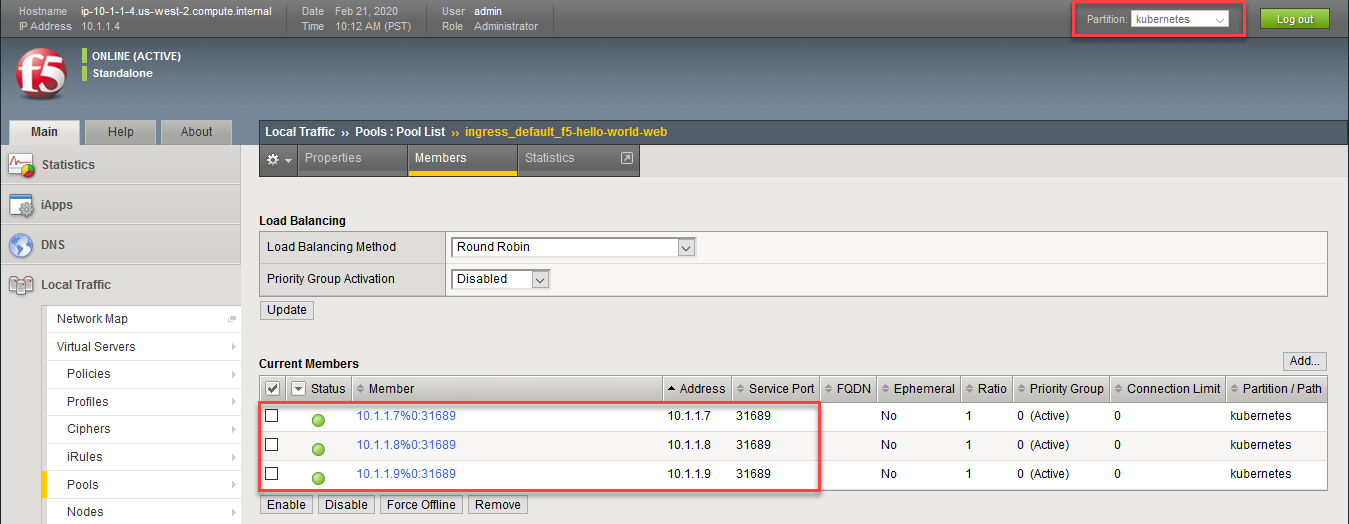 Hostname ip-10-1-1-4.us-west-2.compute.internal Date Feb 21, 2020 User admin Partition: kubernetes Log out
IP Address 10.1.1.4 Time 10:12 AM (PST) Role Administrator
f5
ONLINE (ACTIVE)
Standalone
Main Help About
Local Traffic ›› Pools : Pool List ›› ingress_default_f5-hello-world-web
Properties Members Statistics
Statistics
iApps
DNS
Local Traffic
Network Map
Virtual Servers
Policies
Profiles
Ciphers
iRules
Pools
Nodes
Load Balancing
Load Balancing Method Round Robin
Priority Group Activation Disabled
Update
Current Members Add...
Status Member Address Service Port FQDN Ephemeral Ratio Priority Group Connection Limit Partition / Path
10.1.1.7%0:31689 10.1.1.7 31689 No 1 0 (Active) 0 kubernetes
10.1.1.8%0:31689 10.1.1.8 31689 No 1 0 (Active) 0 kubernetes
10.1.1.9%0:31689 10.1.1.9 31689 No 1 0 (Active) 0 kubernetes
Enable Disable Force Offline Remove